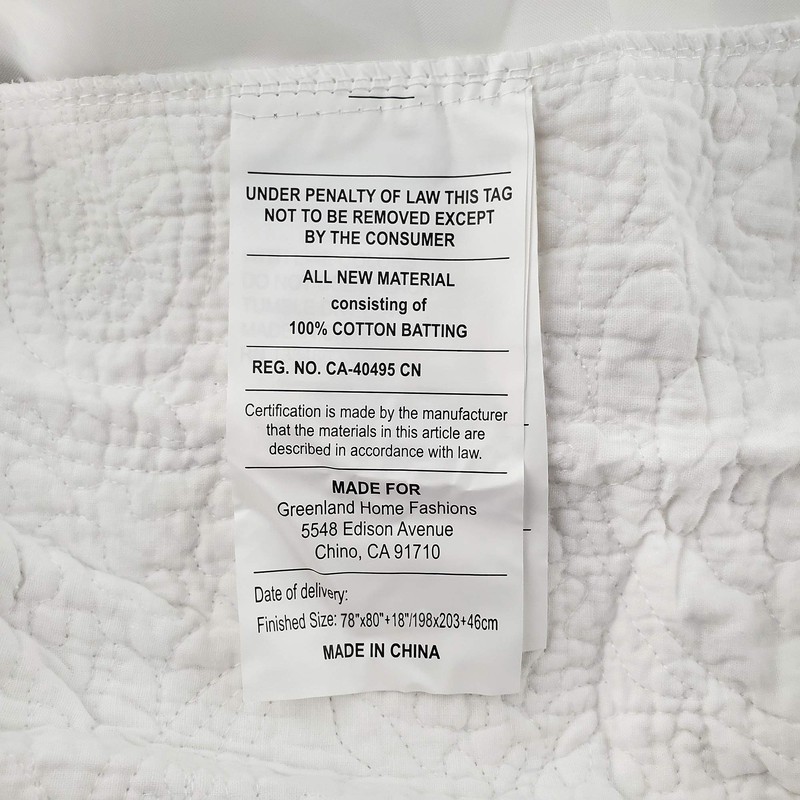 UNDER PENALTY OF LAW THIS TAG
NOT TO BE REMOVED EXCEPT
BY THE CONSUMER
ALL NEW MATERIAL
consisting of
100% COTTON BATTING
REG. NO. CA-40495 CN
Certification is made by the manufacturer
that the materials in this article are
described in accordance with law.
MADE FOR
Greenland Home Fashions
5548 Edison Avenue
Chino, CA 91710
Date of delivery:
Finished Size: 78"x80"+18"/198x203+46cm
MADE IN CHINA